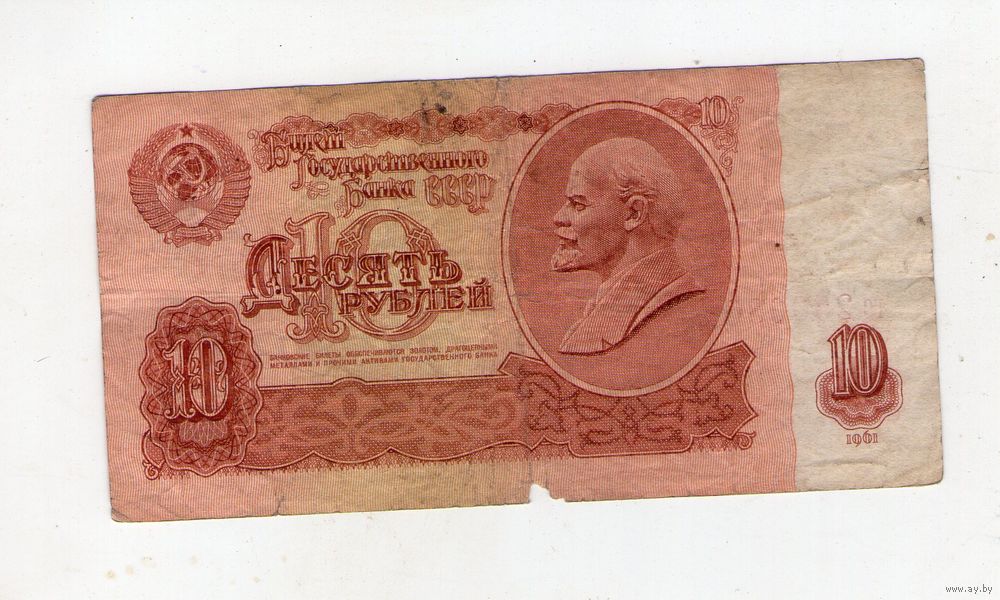 10
Билет
Государственного
Банка СССР
10
Десять
рублей
БАНКОВСКИЕ БИЛЕТЫ ОБЕСПЕЧИВАЮТСЯ ЗОЛОТОМ, ДРАГОЦЕННЫМИ
МЕТАЛЛАМИ И ПРОЧИМИ АКТИВАМИ ГОСУДАРСТВЕННОГО БАНКА
10
10
1961
www.ay.by